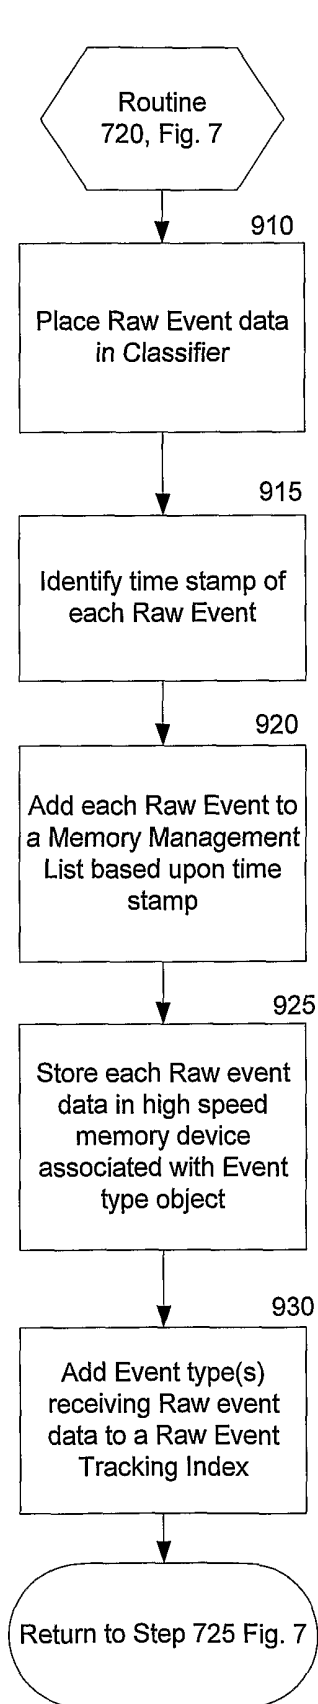 Routine
720, Fig. 7
910
Place Raw Event data
in Classifier
915
Identify time stamp of
each Raw Event
920
Add each Raw Event to
a Memory Management
List based upon time
stamp
925
Store each Raw event
data in high speed
memory device
associated with Event
type object
930
Add Event type(s)
receiving Raw event
data to a Raw Event
Tracking Index
Return to Step 725 Fig. 7